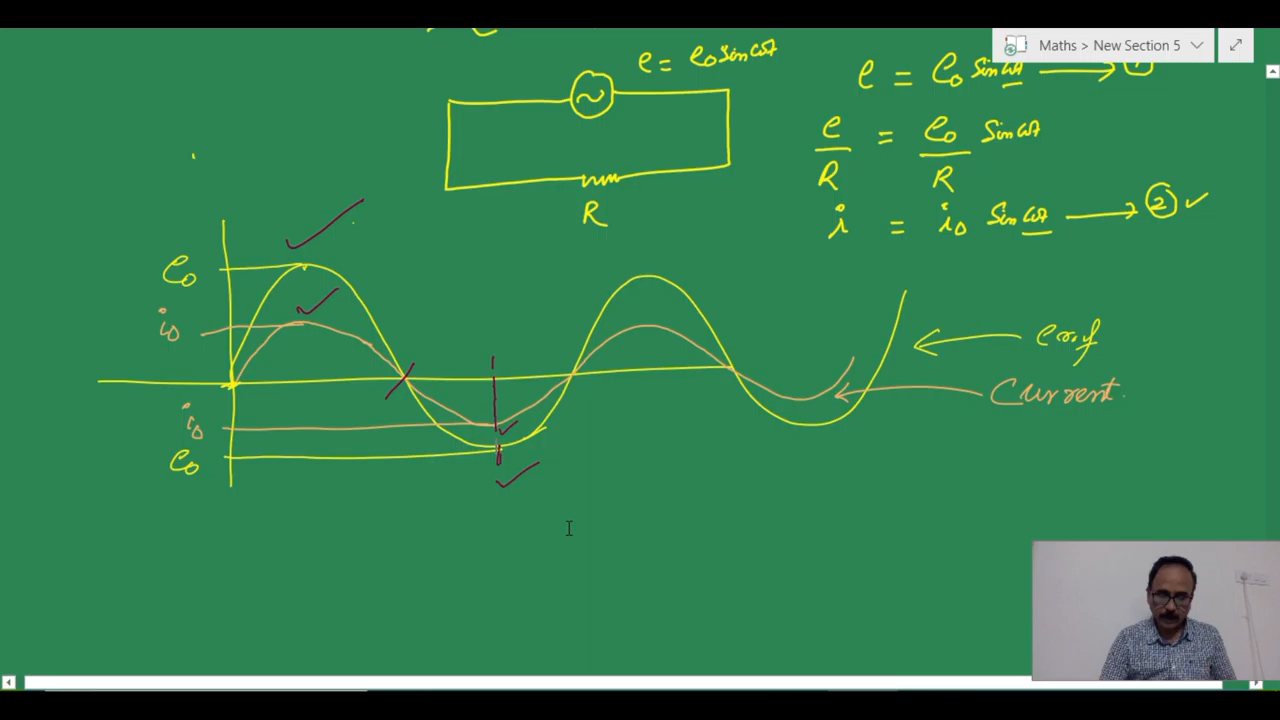 Maths > New Section 5
e = e₀ sin ωt
e = e₀ sin ωt → ①
e/R = e₀/R sin ωt
R
i = i₀ sin ωt → ② ✓
e₀
i₀
emf
Current.
i₀
e₀